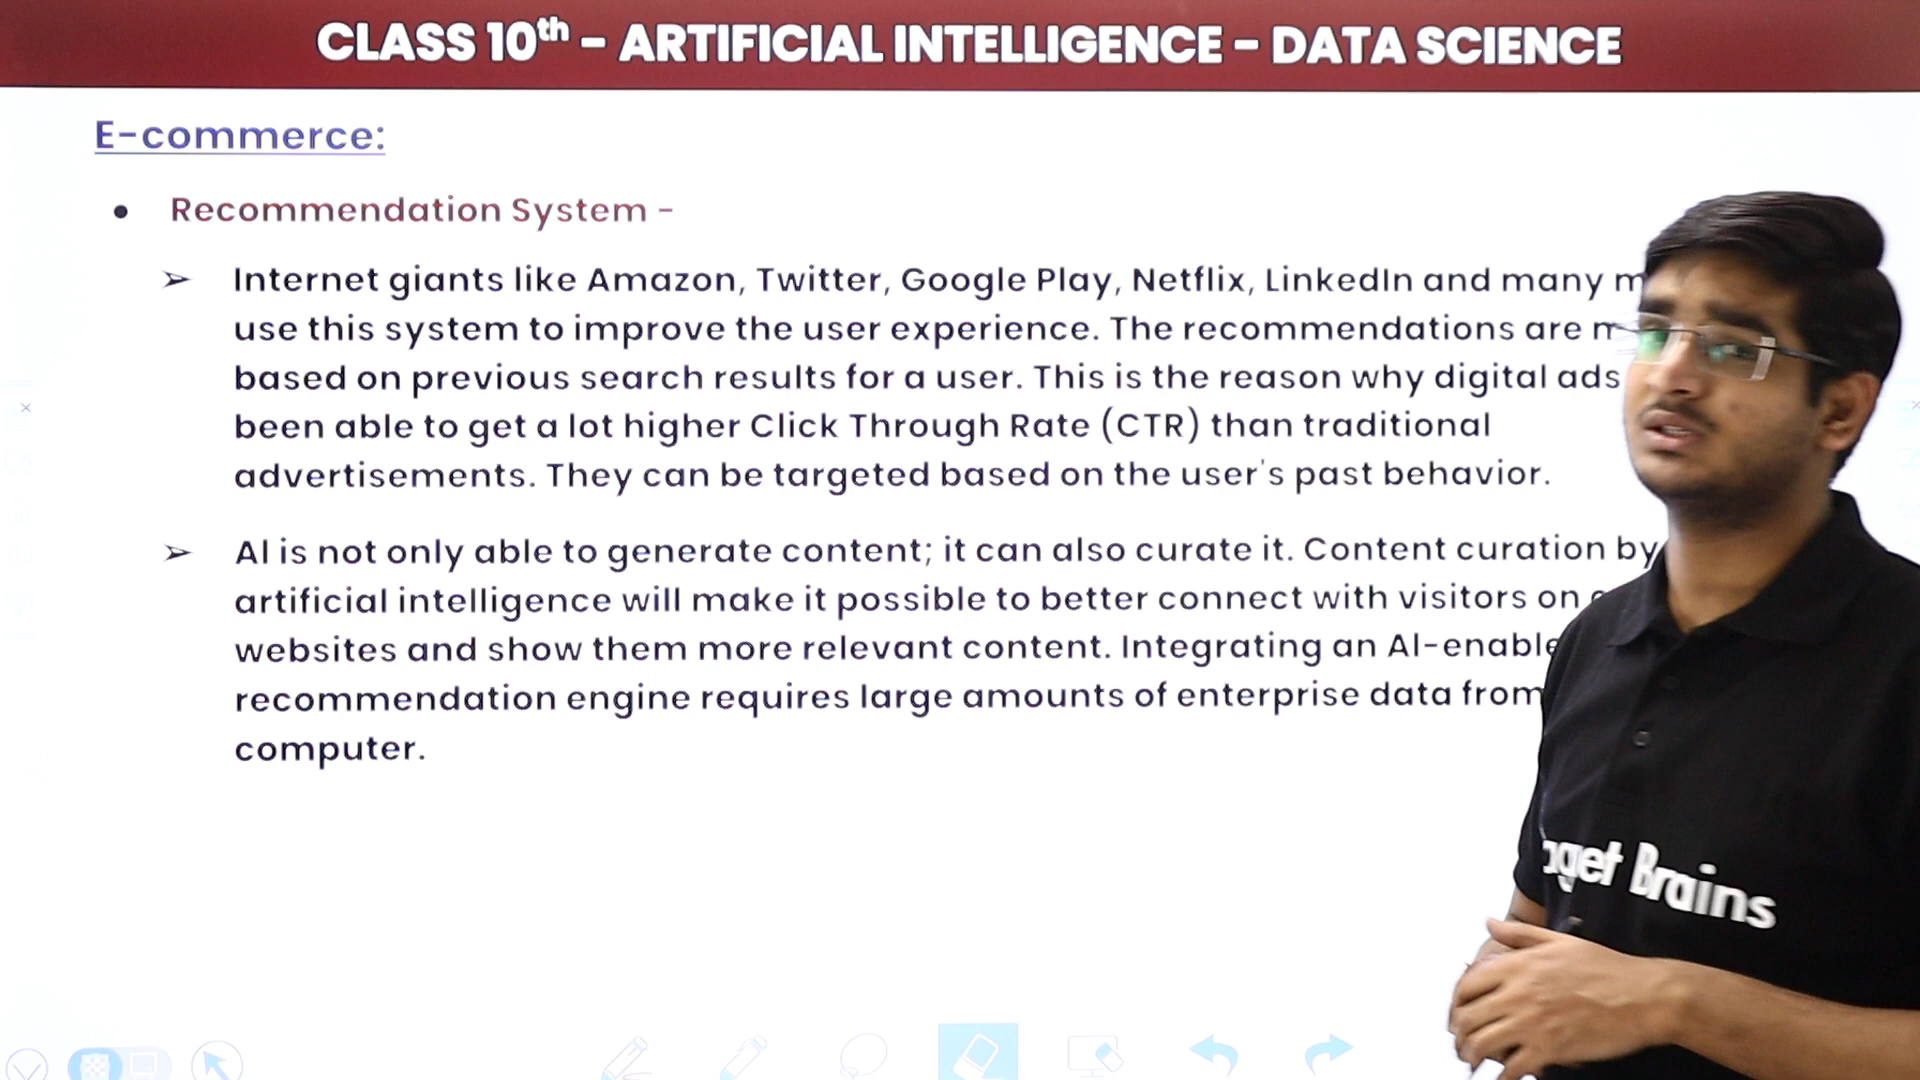 CLASS 10th - ARTIFICIAL INTELLIGENCE - DATA SCIENCE
E-commerce:
• Recommendation System -
➢ Internet giants like Amazon, Twitter, Google Play, Netflix, LinkedIn and many
use this system to improve the user experience. The recommendations are
based on previous search results for a user. This is the reason why digital ads
been able to get a lot higher Click Through Rate (CTR) than traditional
advertisements. They can be targeted based on the user's past behavior.
➢ AI is not only able to generate content; it can also curate it. Content curation by
artificial intelligence will make it possible to better connect with visitors on
websites and show them more relevant content. Integrating an AI-enable
recommendation engine requires large amounts of enterprise data from
computer.
Brains